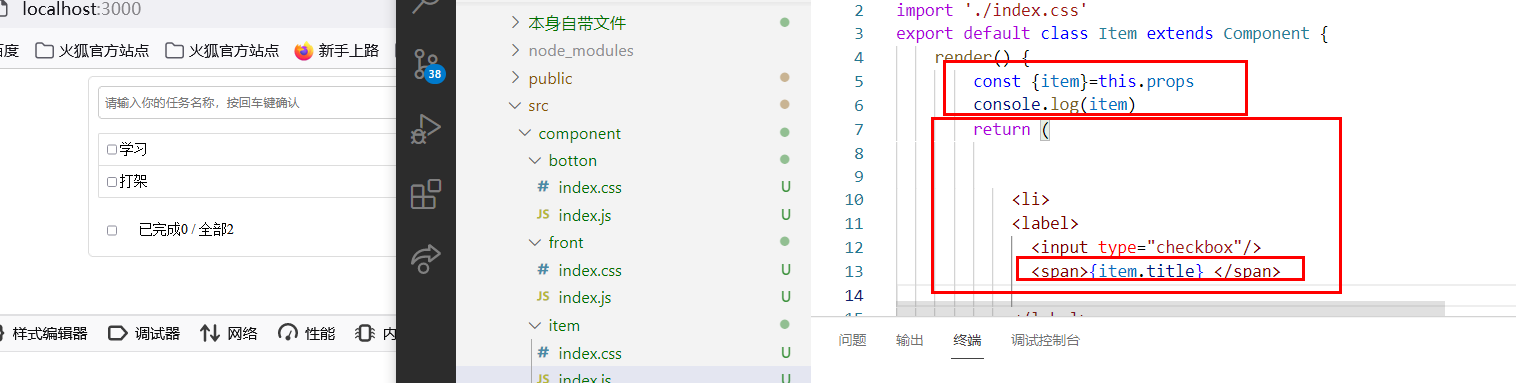 localhost:3000
百度 火狐官方站点 火狐官方站点 新手上路
请输入你的任务名称，按回车键确认
学习
打架
已完成0 / 全部2
样式编辑器 调试器 网络 性能 内
38
本身自带文件
node_modules
public
src
component
botton
# index.css U
JS index.js U
front
# index.css U
JS index.js U
item
# index.css U
JS index.js U
2 import './index.css'
3 export default class Item extends Component {
4 render() {
5 const {item}=this.props
6 console.log(item)
7 return (
8
9
10 <li>
11 <label>
12 <input type="checkbox"/>
13 <span>{item.title} </span>
14
15 </label>
问题 输出 终端 调试控制台